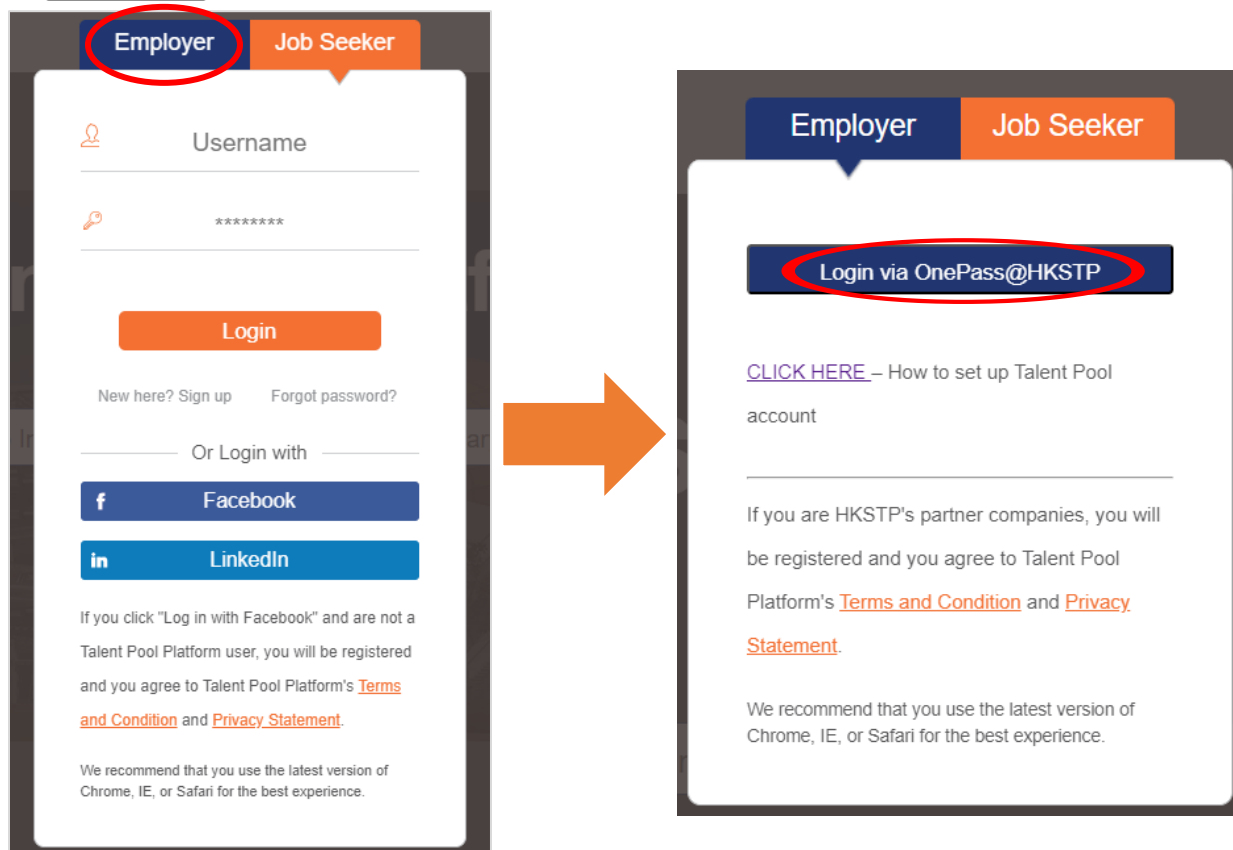 Employer
Job Seeker
Username
********
Login
New here? Sign up
Forgot password?
Or Login with
f
Facebook
in
LinkedIn
If you click "Log in with Facebook" and are not a
Talent Pool Platform user, you will be registered
and you agree to Talent Pool Platform's Terms
and Condition and Privacy Statement.
We recommend that you use the latest version of
Chrome, IE, or Safari for the best experience.
Employer
Job Seeker
Login via OnePass@HKSTP
CLICK HERE – How to set up Talent Pool
account
If you are HKSTP's partner companies, you will
be registered and you agree to Talent Pool
Platform's Terms and Condition and Privacy
Statement.
We recommend that you use the latest version of
Chrome, IE, or Safari for the best experience.